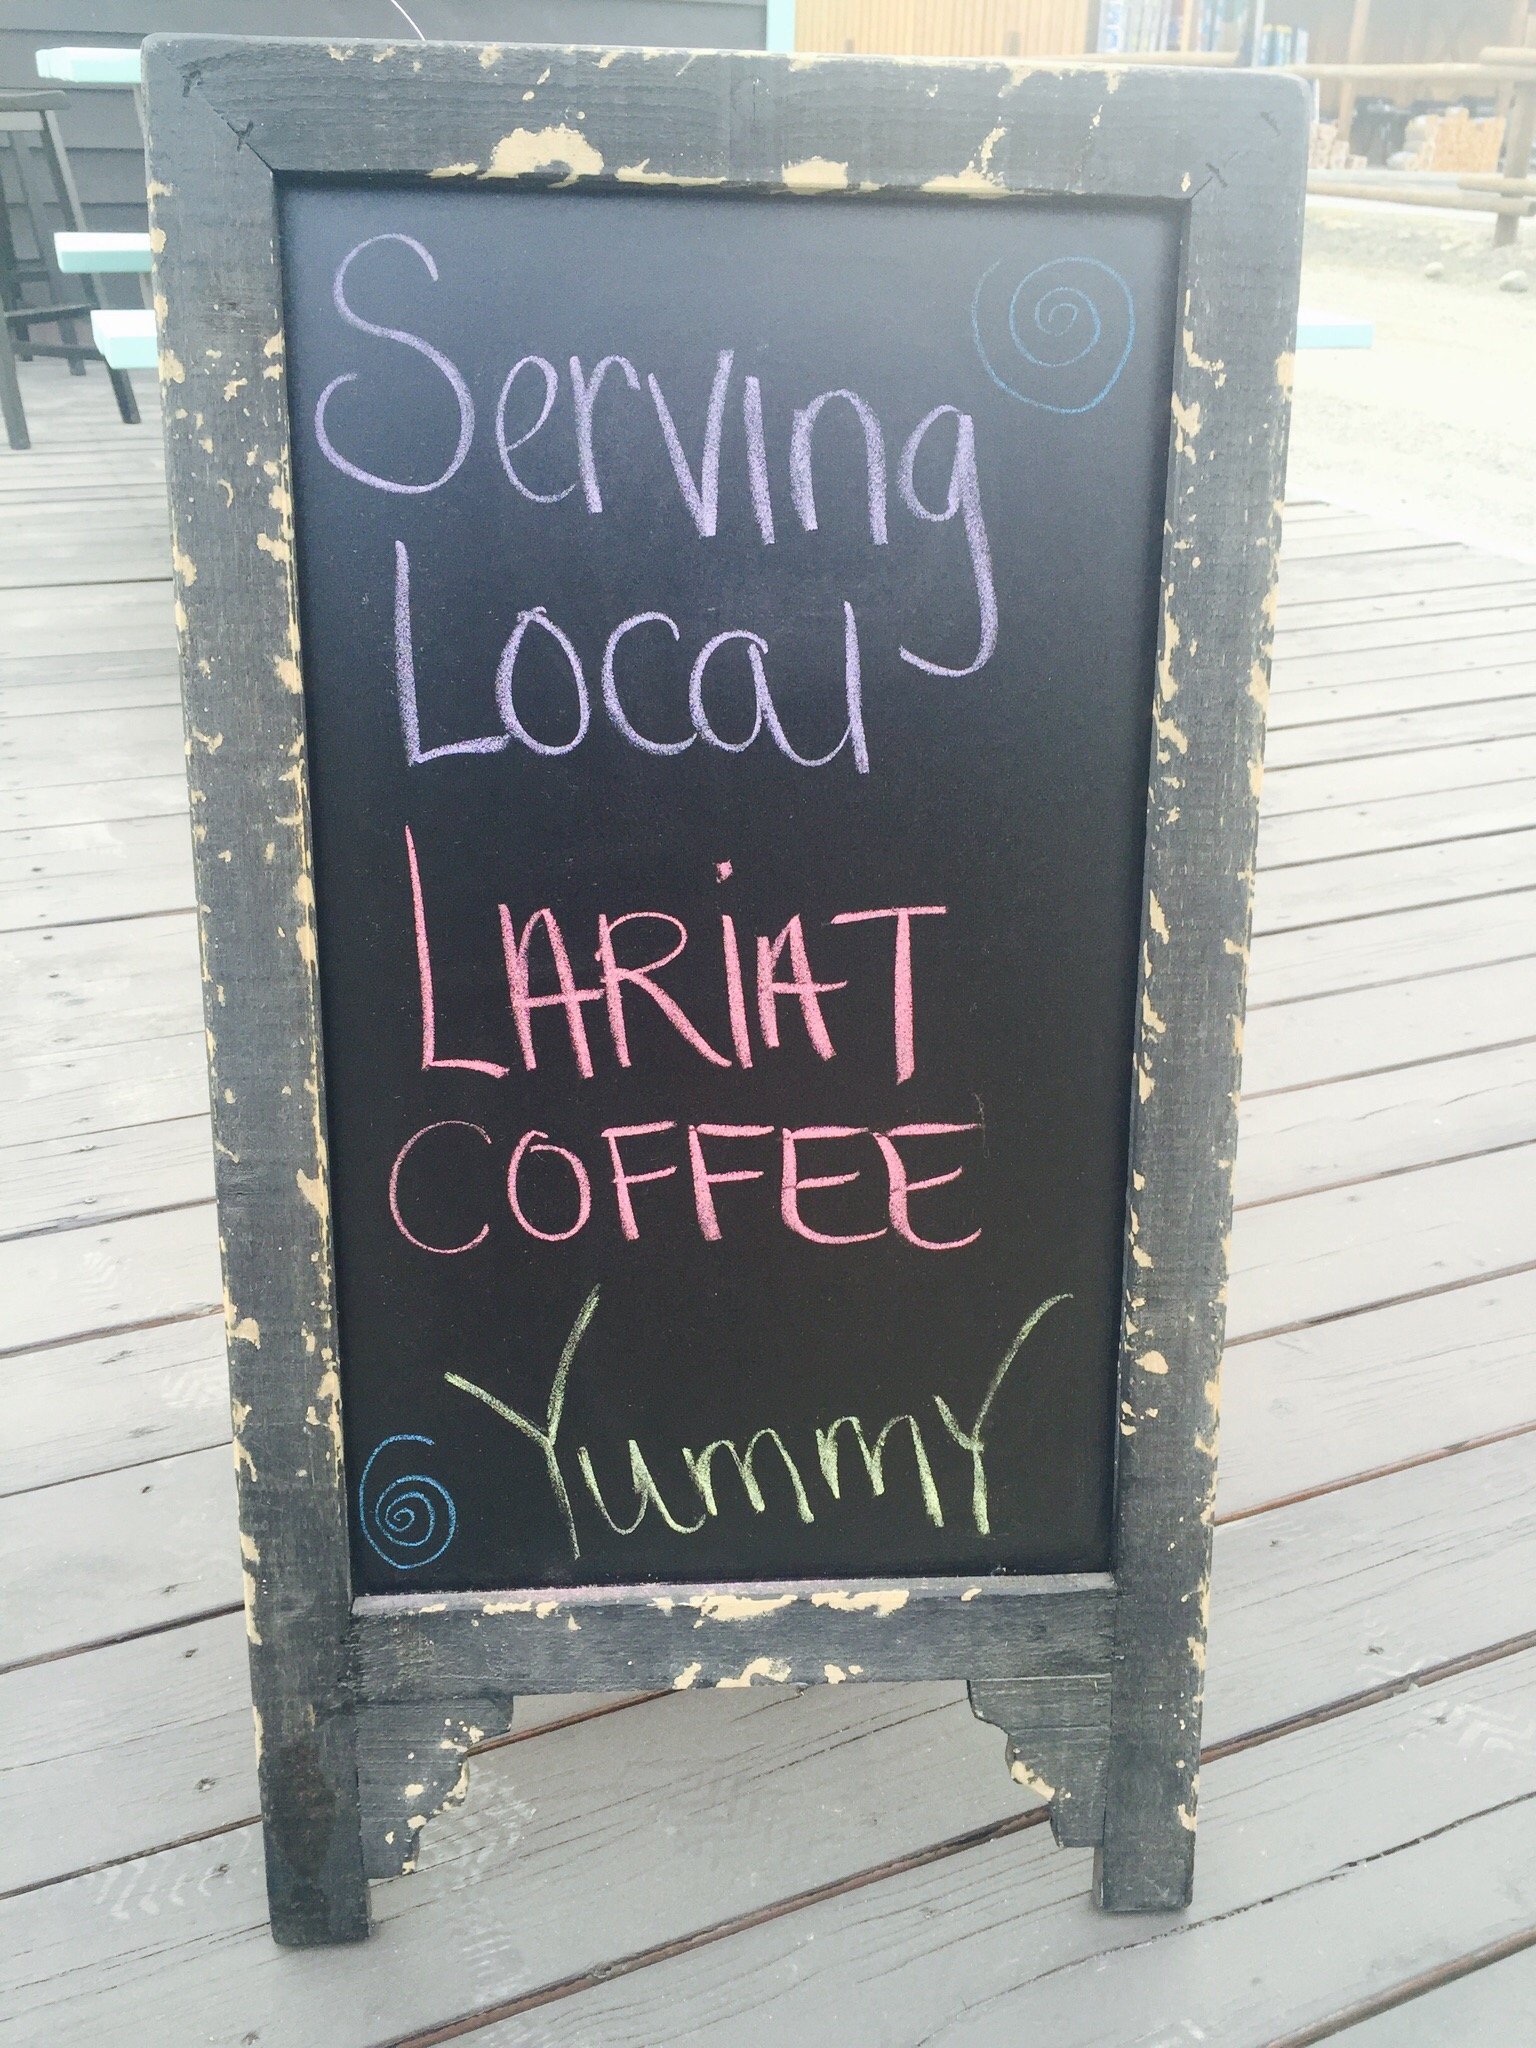 Serving
Local
LARiAT
COFFEE
Yummy